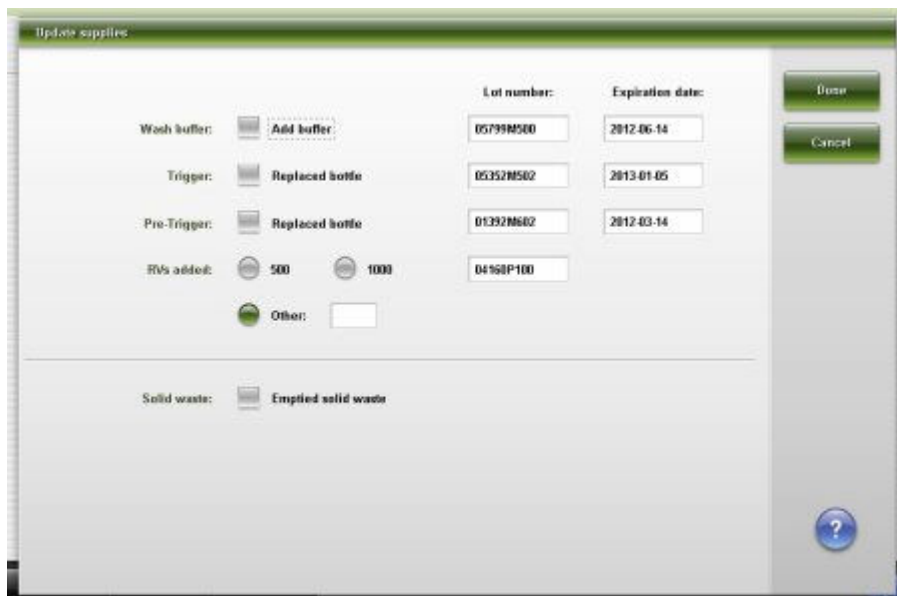 Update supplies
Lot number: Expiration date: Done
Wash buffer: Add buffer 05799M500 2012-06-14
Cancel
Trigger: Replaced bottle 05352M502 2013-01-05
Pre-Trigger: Replaced bottle 01392M602 2012-03-14
RVs added: 500 1000 04160P100
Other:
Solid waste: Emptied solid waste
?